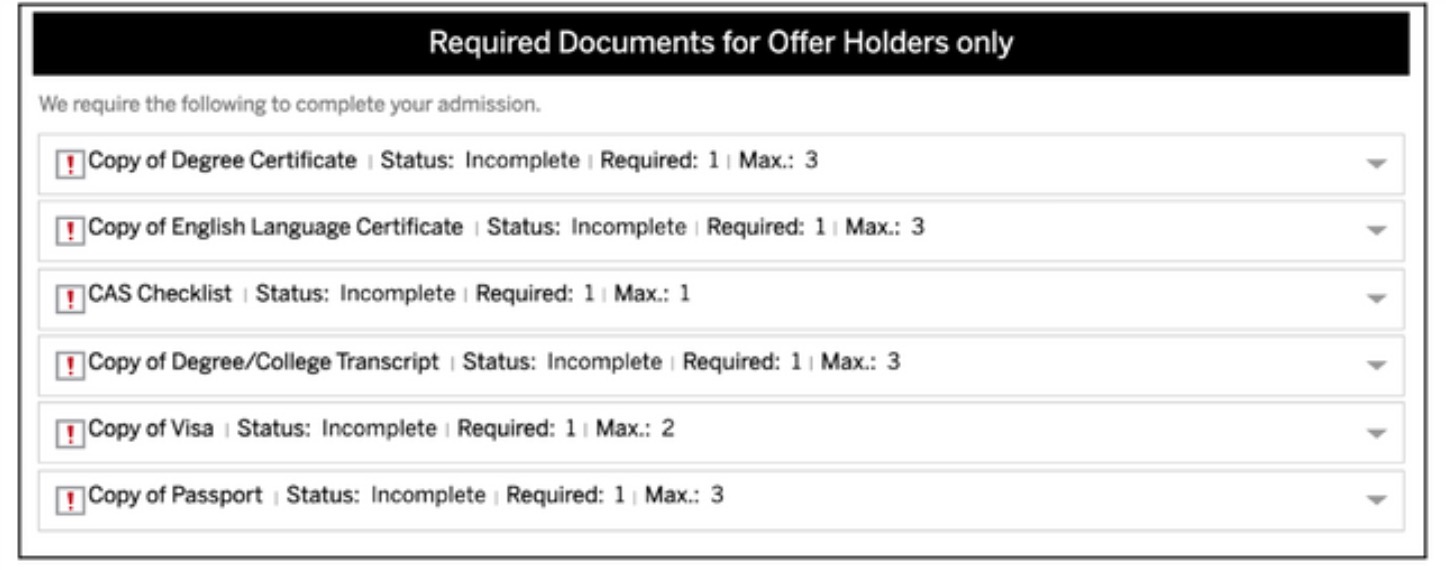 Required Documents for Offer Holders only
We require the following to complete your admission.
Copy of Degree Certificate | Status: Incomplete | Required: 1 | Max.: 3
Copy of English Language Certificate | Status: Incomplete | Required: 1 | Max.: 3
CAS Checklist | Status: Incomplete | Required: 1 | Max.: 1
Copy of Degree/College Transcript | Status: Incomplete | Required: 1 | Max.: 3
Copy of Visa | Status: Incomplete | Required: 1 | Max.: 2
Copy of Passport | Status: Incomplete | Required: 1 | Max.: 3